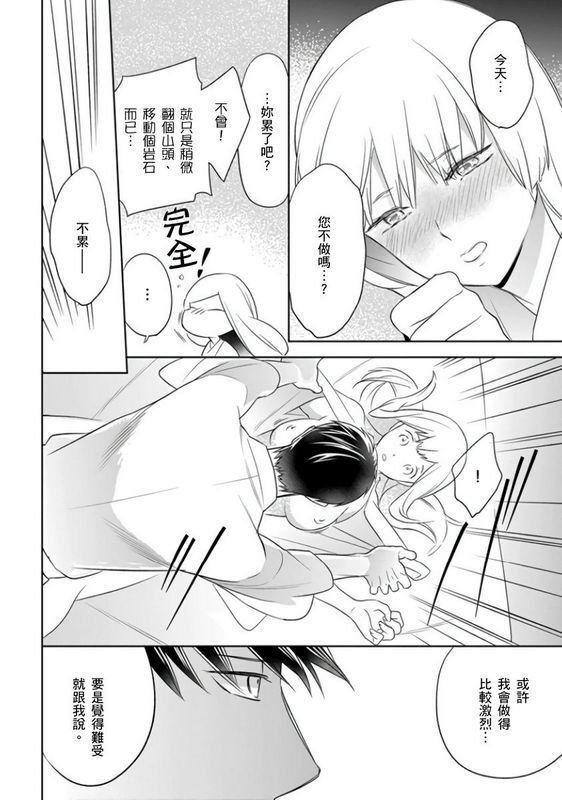 今天…
您不做嗎…?
…妳累了吧?
不曾!
就只是稍微
翻個山頭、
移動個岩石
而已…
完全!
…
不累—
!
或許
我會做得
比較激烈…
要是覺得難受
就跟我說。